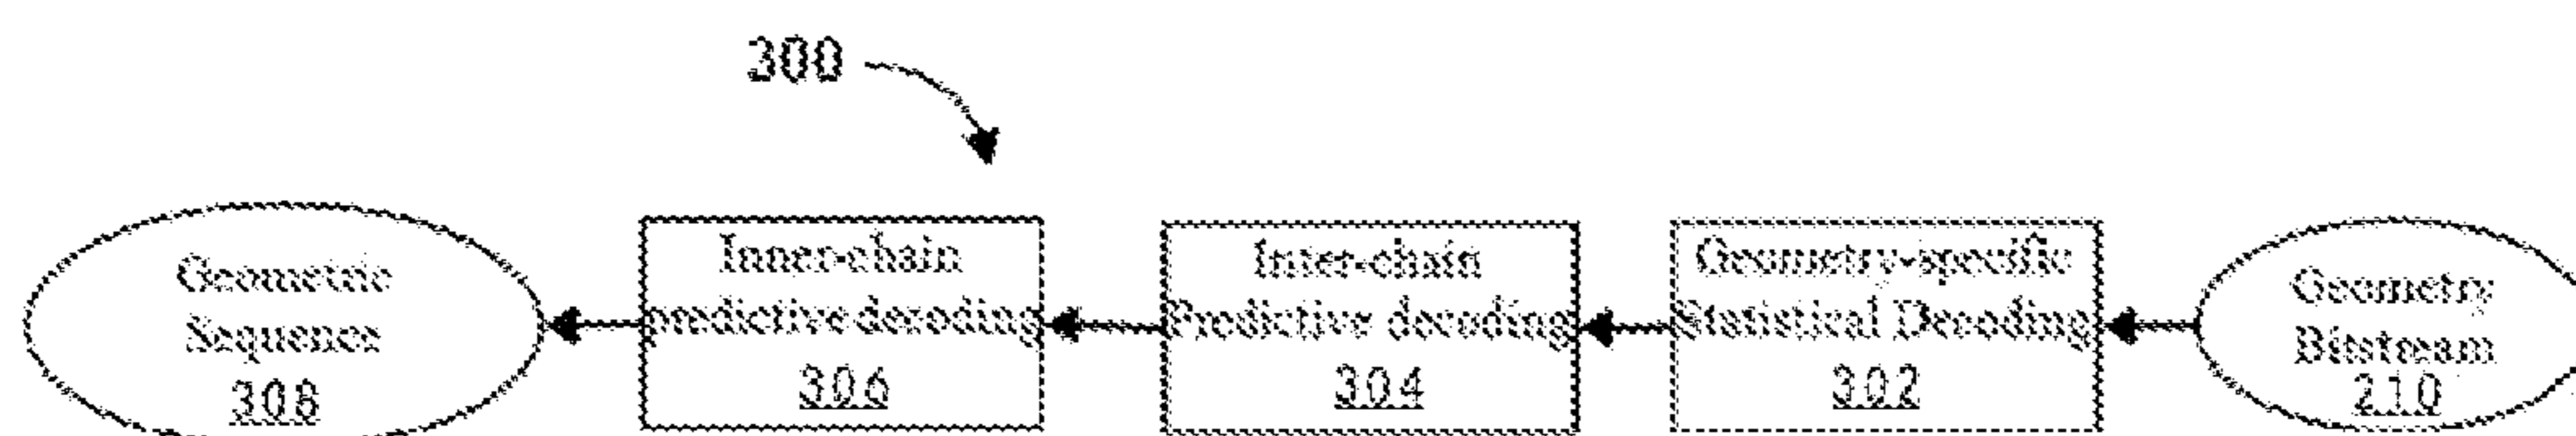 300
Geometric
Sequence
308
Inner-chain
predictive decoding
306
Inter-chain
Predictive decoding
304
Geometry-specific
Statistical Decoding
302
Geometry
Bitstream
210